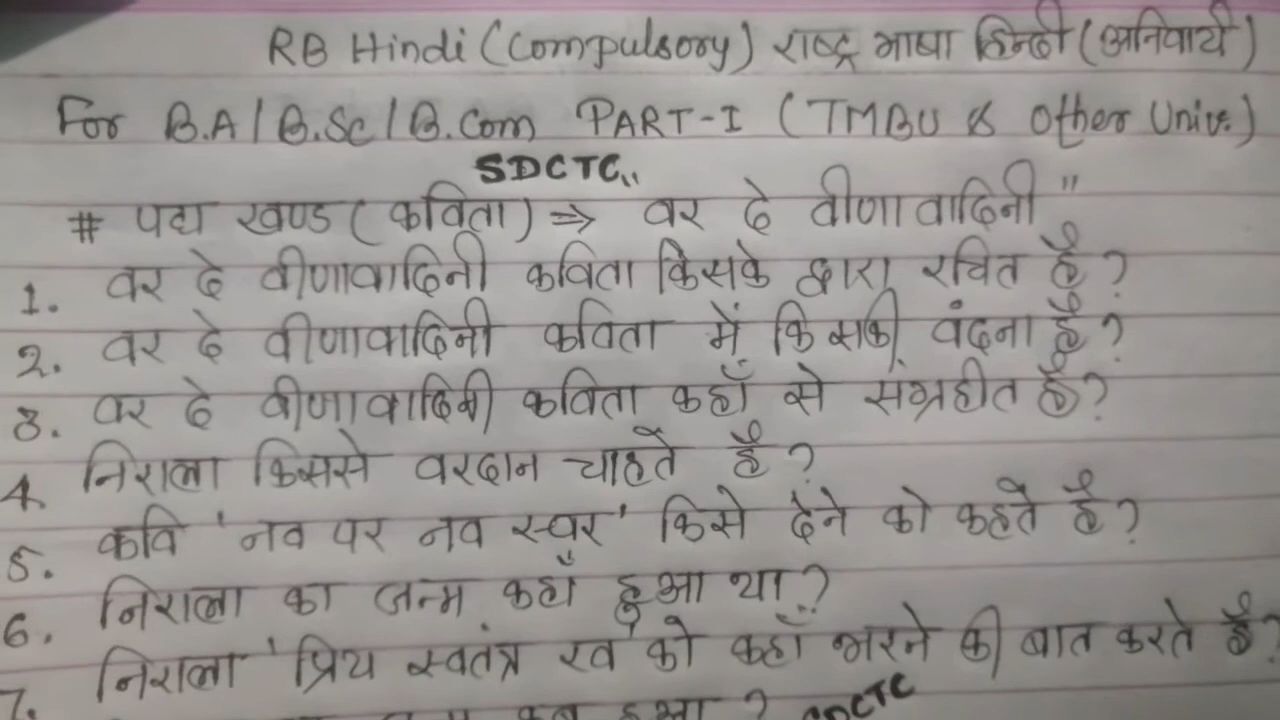 RB Hindi (Compulsory) राष्ट्र भाषा हिन्दी (अनिवार्य)
For B.A/B.Sc/B.Com PART-I (TMBU & Other Univ.)
SDCTC
# पद्य खण्ड (कविता) ⇒ वर दे वीणावादिनी"
1. वर दे वीणावादिनी कविता किसके द्वारा रचित है?
2. वर दे वीणावादिनी कविता में किसकी वंदना है?
3. वर दे वीणावादिनी कविता कहाँ से संग्रहीत है?
4. निराला किससे वरदान चाहते है?
5. कवि 'नव पर नव स्वर' किसे देने को कहते है?
6. निराला का जन्म कहाँ हुआ था?
7. निराला 'प्रिय स्वतंत्र रव' को कहाँ भरने की बात करते है?
हुआ ? SDCTC